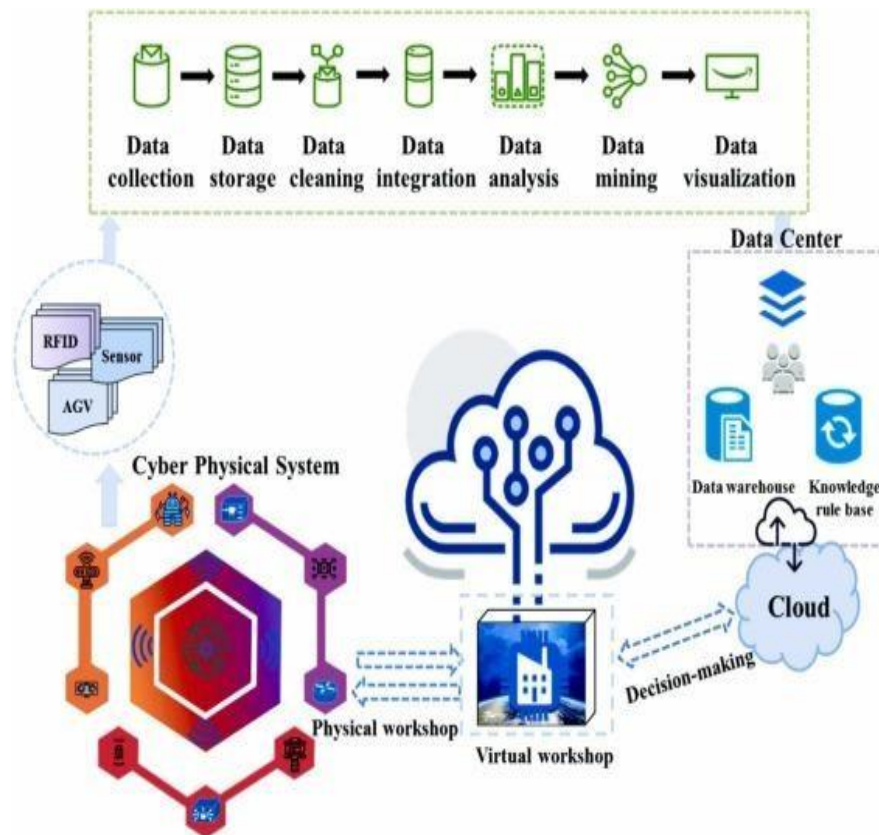 Data collection
Data storage
Data cleaning
Data integration
Data analysis
Data mining
Data visualization
Data Center
RFID
Sensor
AGV
Cyber Physical System
Data warehouse
Knowledge
rule base
Cloud
Decision-making
Physical workshop
Virtual workshop